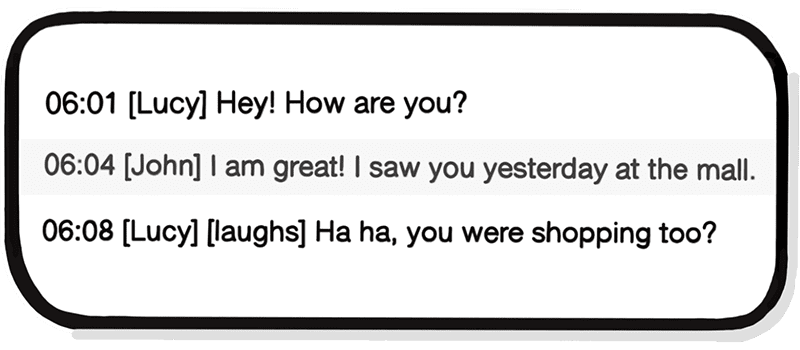 06:01 [Lucy] Hey! How are you?
06:04 [John] I am great! I saw you yesterday at the mall.
06:08 [Lucy] [laughs] Ha ha, you were shopping too?